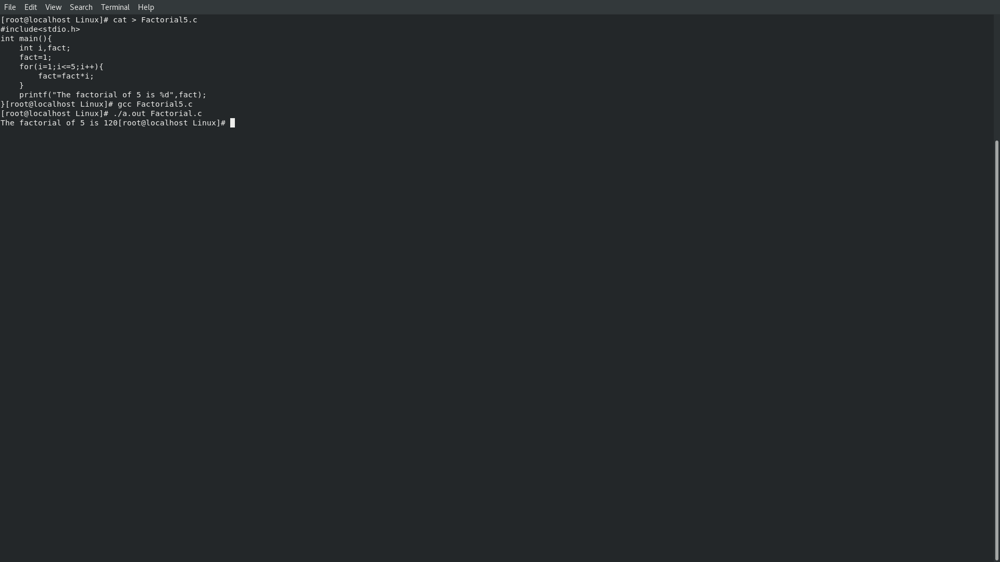 File Edit View Search Terminal Help
[root@localhost Linux]# cat > Factorial5.c
#include<stdio.h>
int main(){
    int i,fact;
    fact=1;
    for(i=1;i<=5;i++){
        fact=fact*i;
    }
    printf("The factorial of 5 is %d",fact);
}[root@localhost Linux]# gcc Factorial5.c
[root@localhost Linux]# ./a.out Factorial.c
The factorial of 5 is 120[root@localhost Linux]#